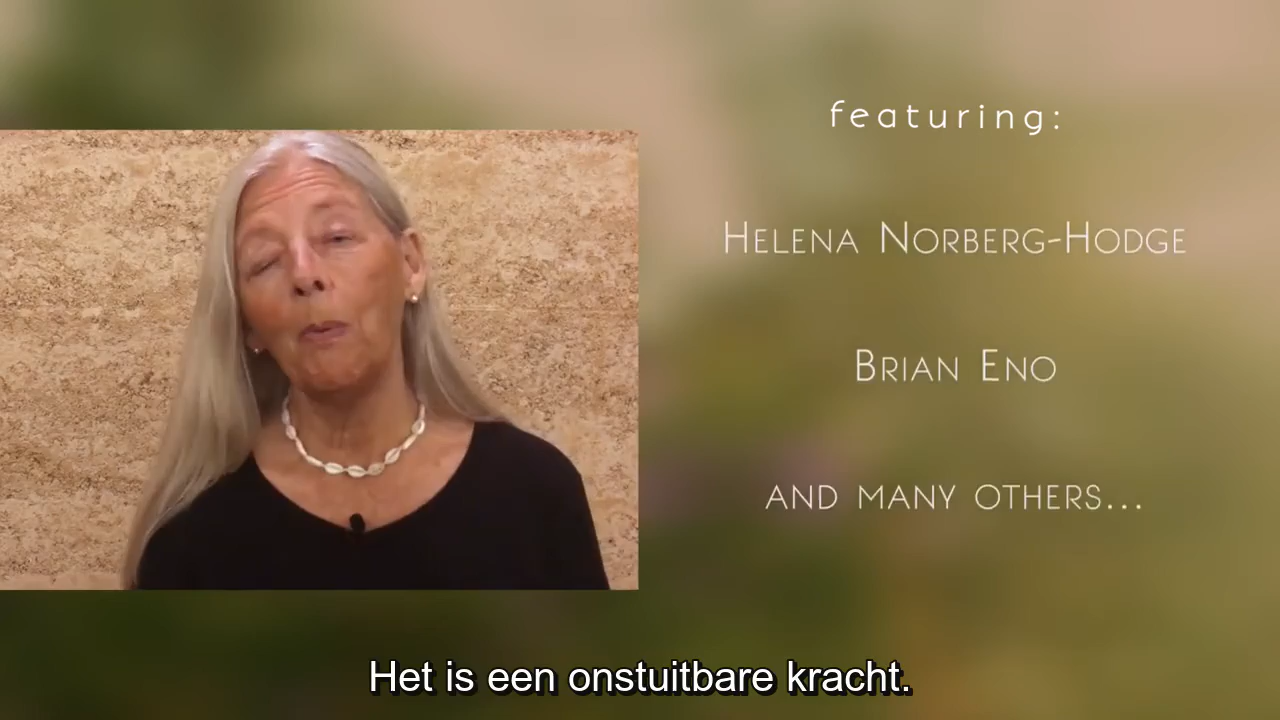 featuring:
Helena Norberg-Hodge
Brian Eno
and many others...
Het is een onstuitbare kracht.